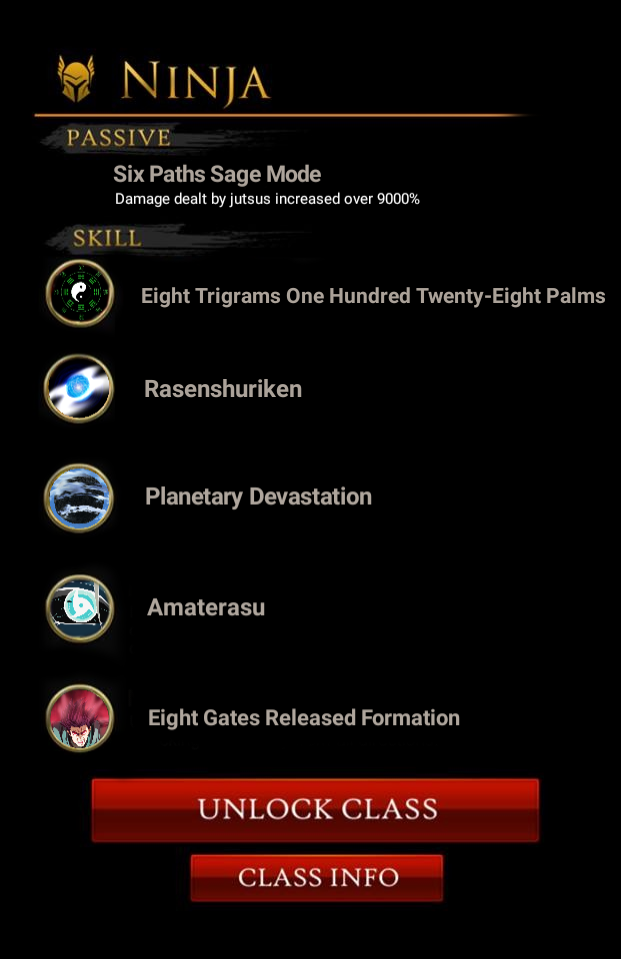 NINJA
PASSIVE
Six Paths Sage Mode
Damage dealt by jutsus increased over 9000%
SKILL
Eight Trigrams One Hundred Twenty-Eight Palms
Rasenshuriken
Planetary Devastation
Amaterasu
Eight Gates Released Formation
UNLOCK CLASS
CLASS INFO